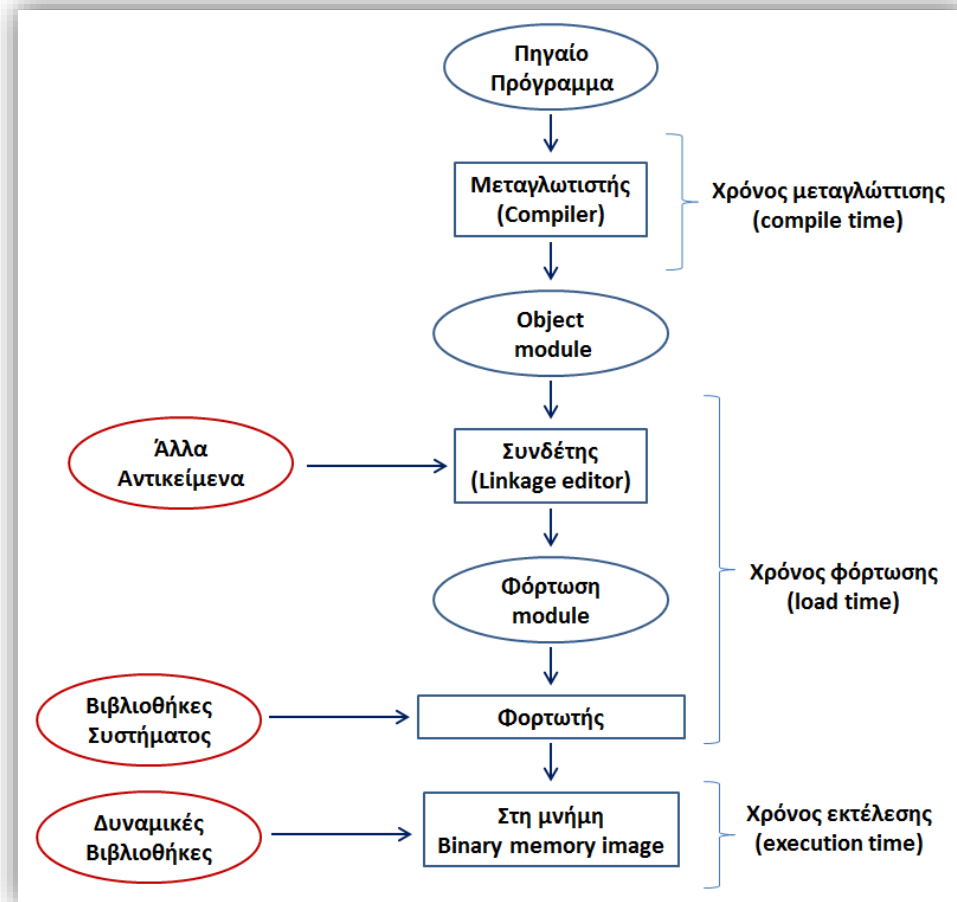 Πηγαίο
Πρόγραμμα
Μεταγλωτιστής
(Compiler)
Χρόνος μεταγλώττισης
(compile time)
Object
module
Άλλα
Αντικείμενα
Συνδέτης
(Linkage editor)
Φόρτωση
module
Χρόνος φόρτωσης
(load time)
Βιβλιοθήκες
Συστήματος
Φορτωτής
Δυναμικές
Βιβλιοθήκες
Στη μνήμη
Binary memory image
Χρόνος εκτέλεσης
(execution time)